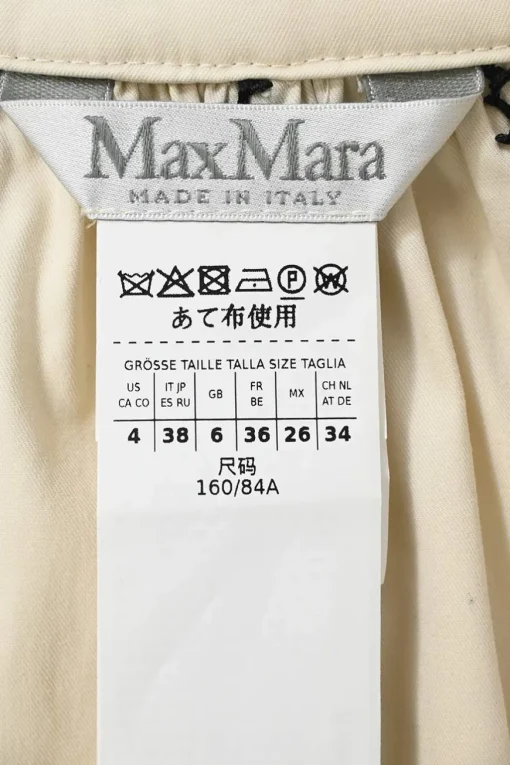 MaxMara
MADE IN ITALY
P W
あて布使用
GRÖSSE TAILLE TALLA SIZE TAGLIA
US CA CO IT JP ES RU GB FR BE MX CH NL AT DE
4 38 6 36 26 34
尺码
160/84A